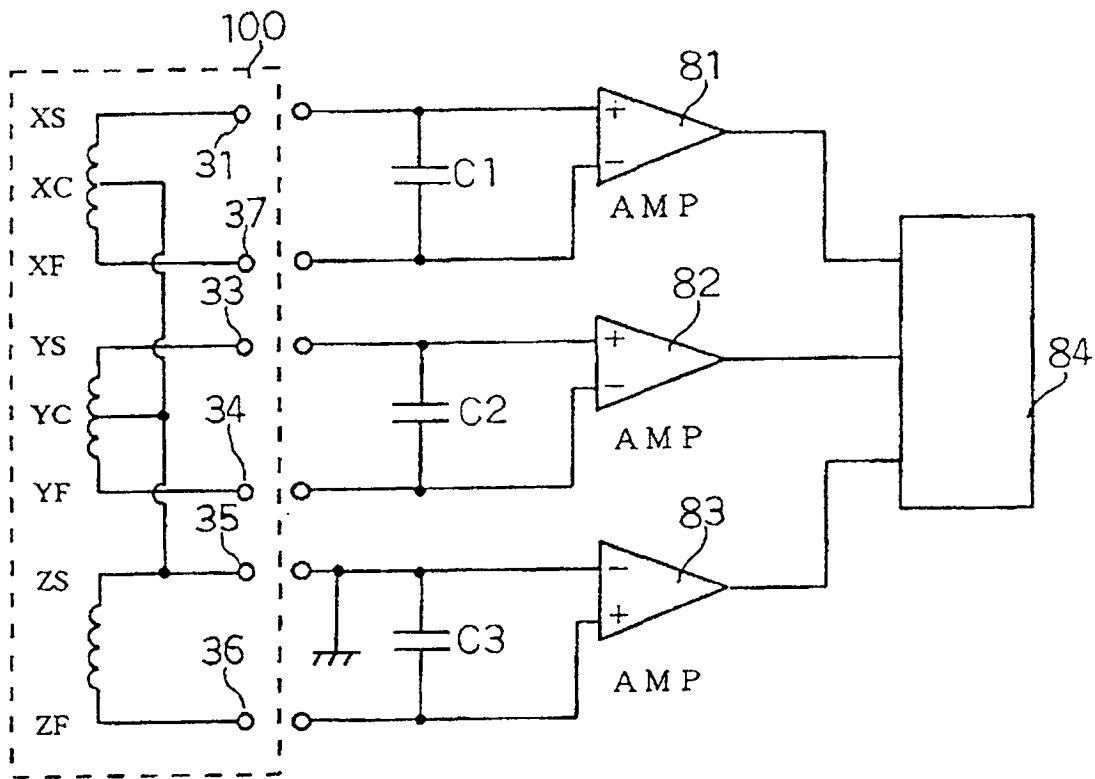 100
XS
31
XC
37
XF
33
YS
YC
34
YF
35
ZS
36
ZF
C1
C2
C3
+
−
81
AMP
+
−
82
AMP
−
+
83
AMP
84